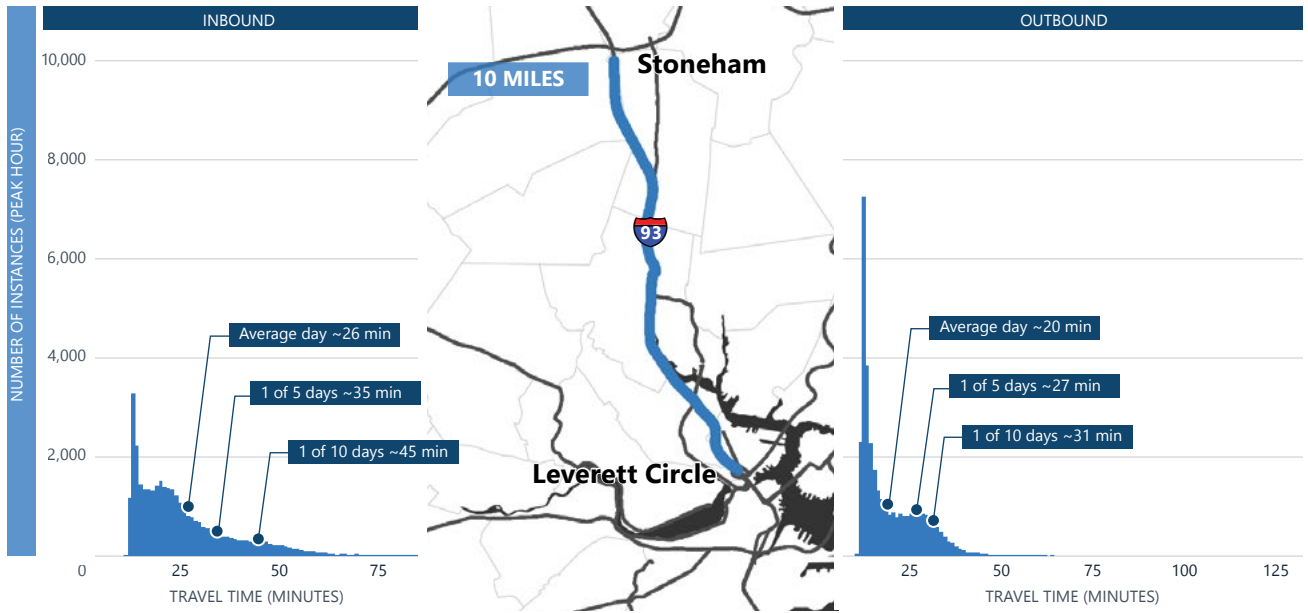 INBOUND
NUMBER OF INSTANCES (PEAK HOUR)
10,000
8,000
6,000
4,000
2,000
0
Average day ~26 min
1 of 5 days ~35 min
1 of 10 days ~45 min
25
50
75
TRAVEL TIME (MINUTES)
10 MILES
Stoneham
93
Leverett Circle
OUTBOUND
Average day ~20 min
1 of 5 days ~27 min
1 of 10 days ~31 min
25
50
75
100
125
TRAVEL TIME (MINUTES)